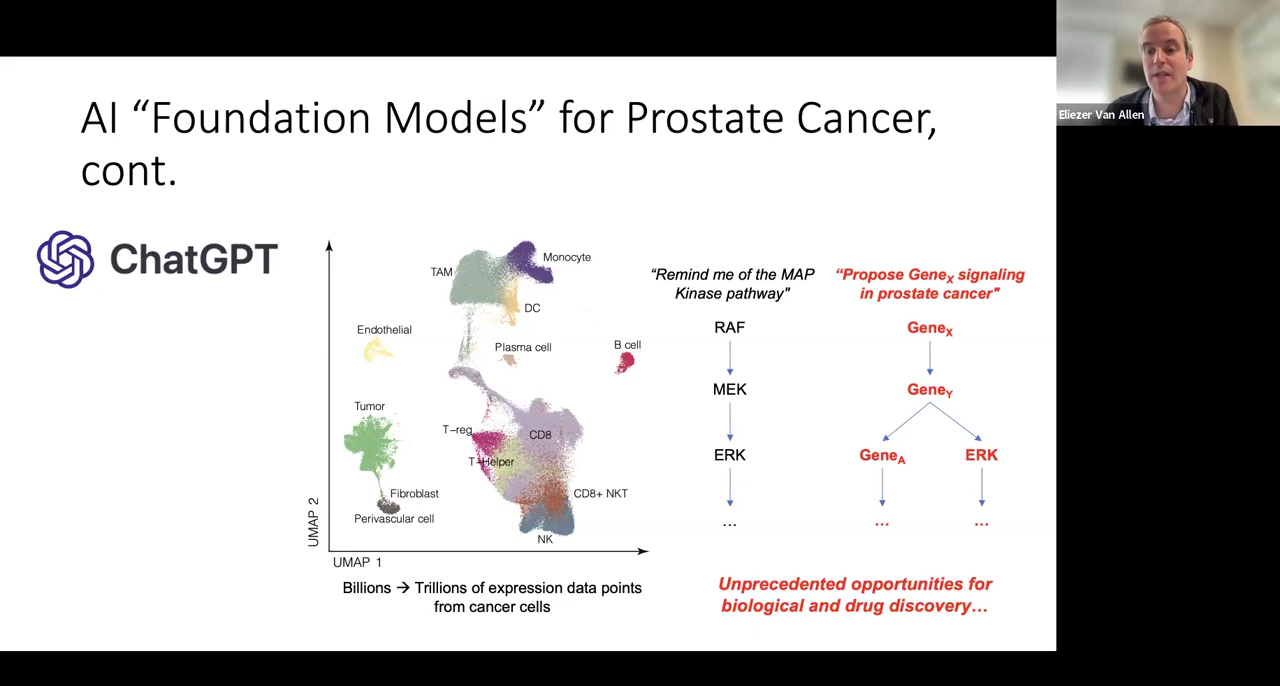 AI “Foundation Models” for Prostate Cancer,
cont.
Eliezer Van Allen
ChatGPT
TAM
Monocyte
DC
Endothelial
Plasma cell
B cell
Tumor
T-reg
CD8
T-Helper
Fibroblast
CD8+ NKT
Perivascular cell
NK
UMAP 2
UMAP 1
Billions → Trillions of expression data points
from cancer cells
“Remind me of the MAP
Kinase pathway"
RAF
MEK
ERK
...
“Propose GeneX signaling
in prostate cancer"
GeneX
GeneY
GeneA
ERK
...
...
Unprecedented opportunities for
biological and drug discovery…